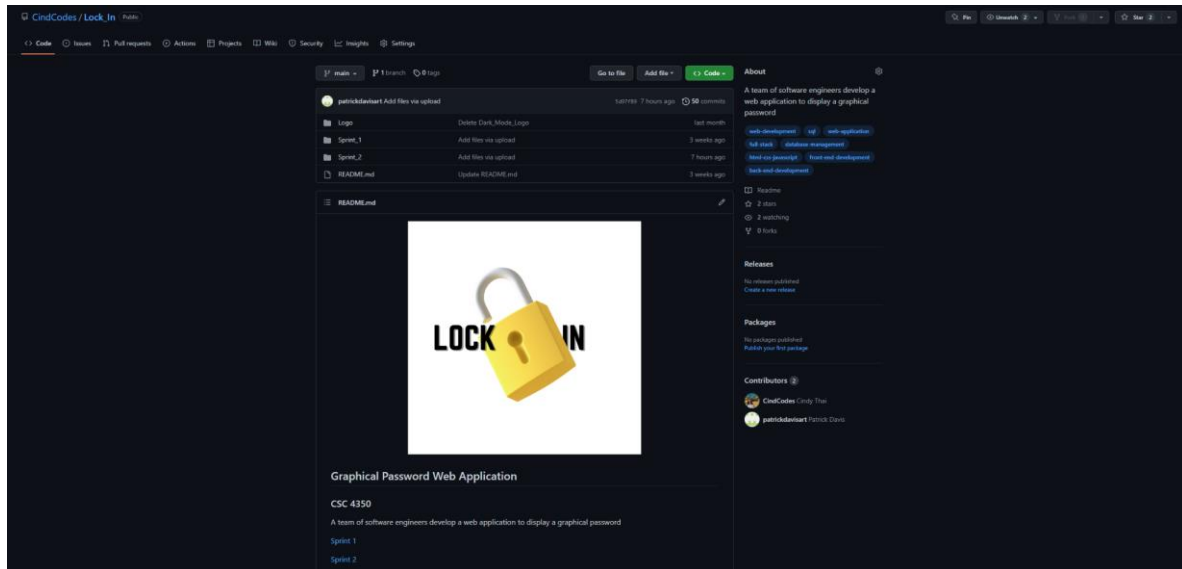 CindCodes / Lock_In Public
Pin
Unwatch 2
Fork
Star 2
Code
Issues
Pull requests
Actions
Projects
Wiki
Security
Insights
Settings
main
1 branch
0 tags
Go to file
Add file
Code
patrickdavisart Add files via upload
7 hours ago
50 commits
Logo Delete Dark_Mode_Logo last month
Sprint_1 Add files via upload 3 weeks ago
Sprint_2 Add files via upload 7 hours ago
README.md Update README.md 3 weeks ago
README.md
LOCK IN
Graphical Password Web Application
CSC 4350
A team of software engineers develop a web application to display a graphical password
Sprint 1
Sprint 2
About
A team of software engineers develop a
web application to display a graphical
password
web-development sql web-application
full-stack database-management
html-css-javascript front-end-development
back-end-development
Readme
2 stars
2 watching
0 forks
Releases
No releases published
Create a new release
Packages
No packages published
Publish your first package
Contributors 2
CindCodes Cindy Thai
patrickdavisart Patrick Davis